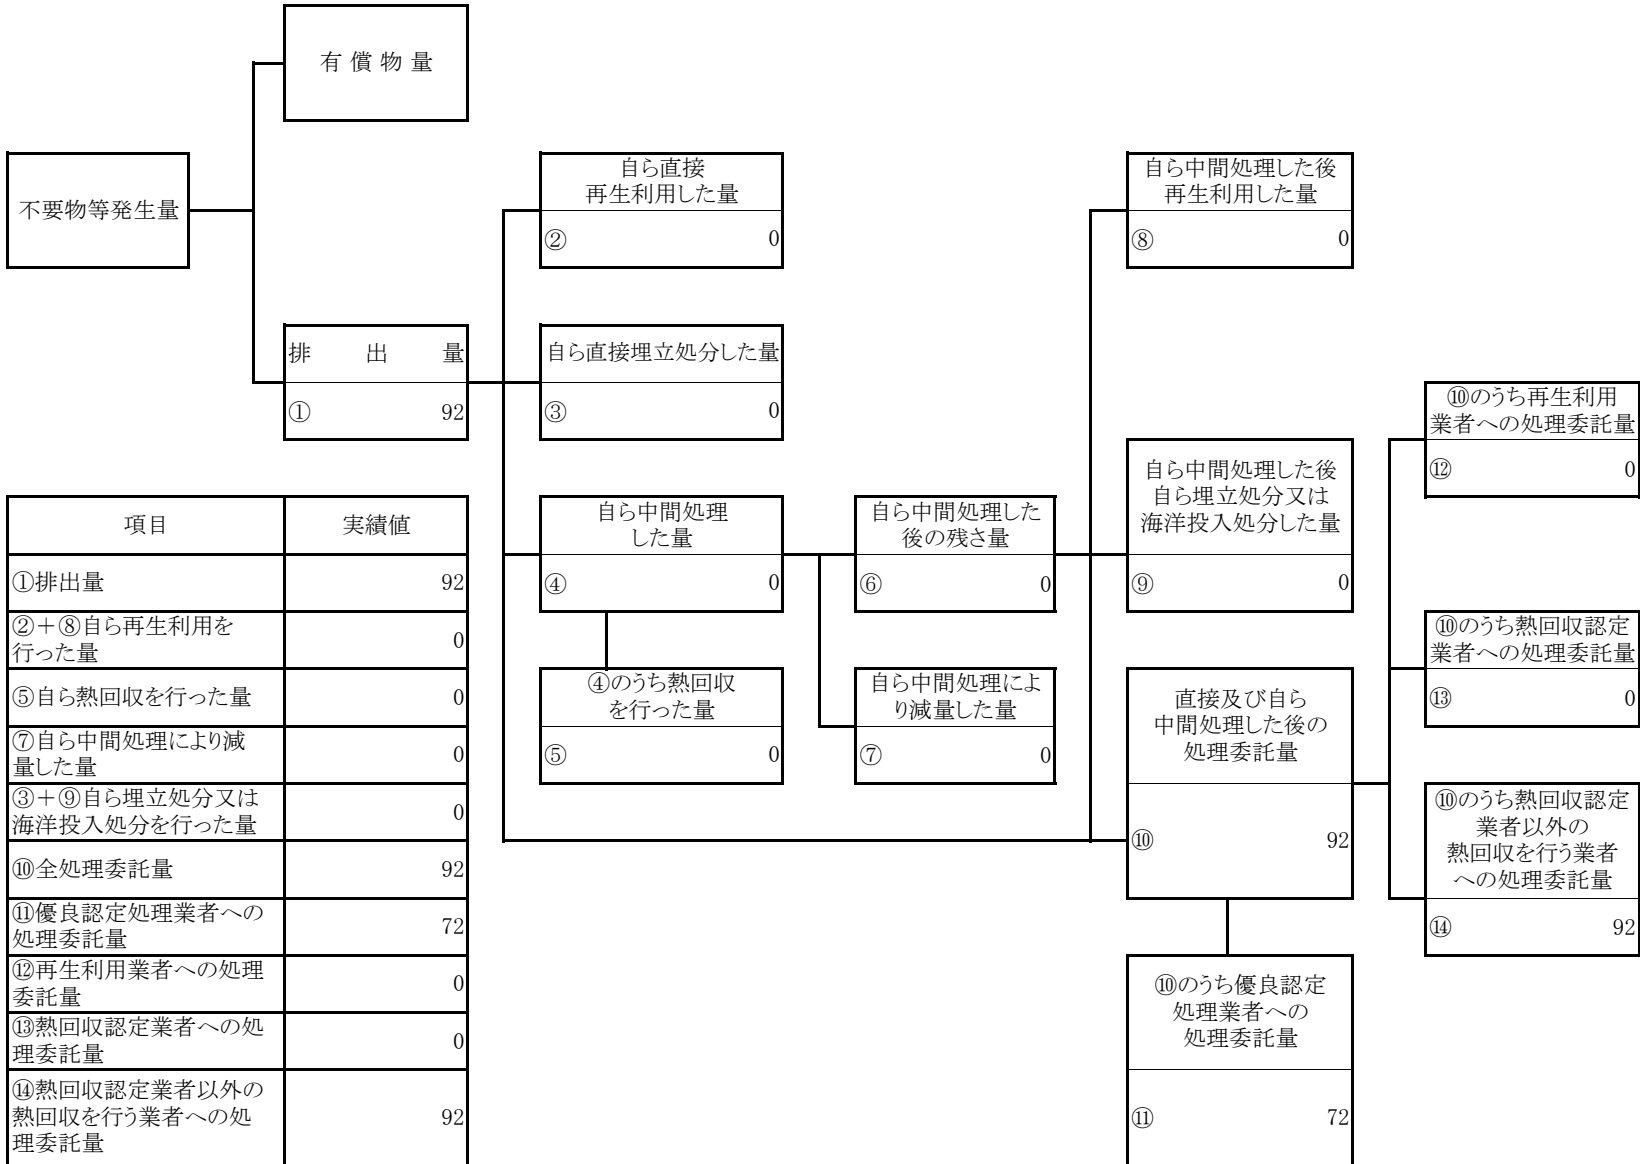 有償物量
不要物等発生量
自ら直接
再生利用した量
② 0
自ら中間処理した後
再生利用した量
⑧ 0
排出量
① 92
自ら直接埋立処分した量
③ 0
⑩のうち再生利用
業者への処理委託量
⑫ 0
自ら中間処理した後
自ら埋立処分又は
海洋投入処分した量
⑨ 0
自ら中間処理
した量
④ 0
自ら中間処理した
後の残さ量
⑥ 0
⑩のうち熱回収認定
業者への処理委託量
⑬ 0
④のうち熱回収
を行った量
⑤ 0
自ら中間処理によ
り減量した量
⑦ 0
直接及び自ら
中間処理した後の
処理委託量
⑩ 92
⑩のうち熱回収認定
業者以外の
熱回収を行う業者
への処理委託量
⑭ 92
⑩のうち優良認定
処理業者への
処理委託量
⑪ 72
項目 実績値
①排出量 92
②+⑧自ら再生利用を
行った量 0
⑤自ら熱回収を行った量 0
⑦自ら中間処理により減
量した量 0
③+⑨自ら埋立処分又は
海洋投入処分を行った量 0
⑩全処理委託量 92
⑪優良認定処理業者への
処理委託量 72
⑫再生利用業者への処理
委託量 0
⑬熱回収認定業者への処
理委託量 0
⑭熱回収認定業者以外の
熱回収を行う業者への処
理委託量 92